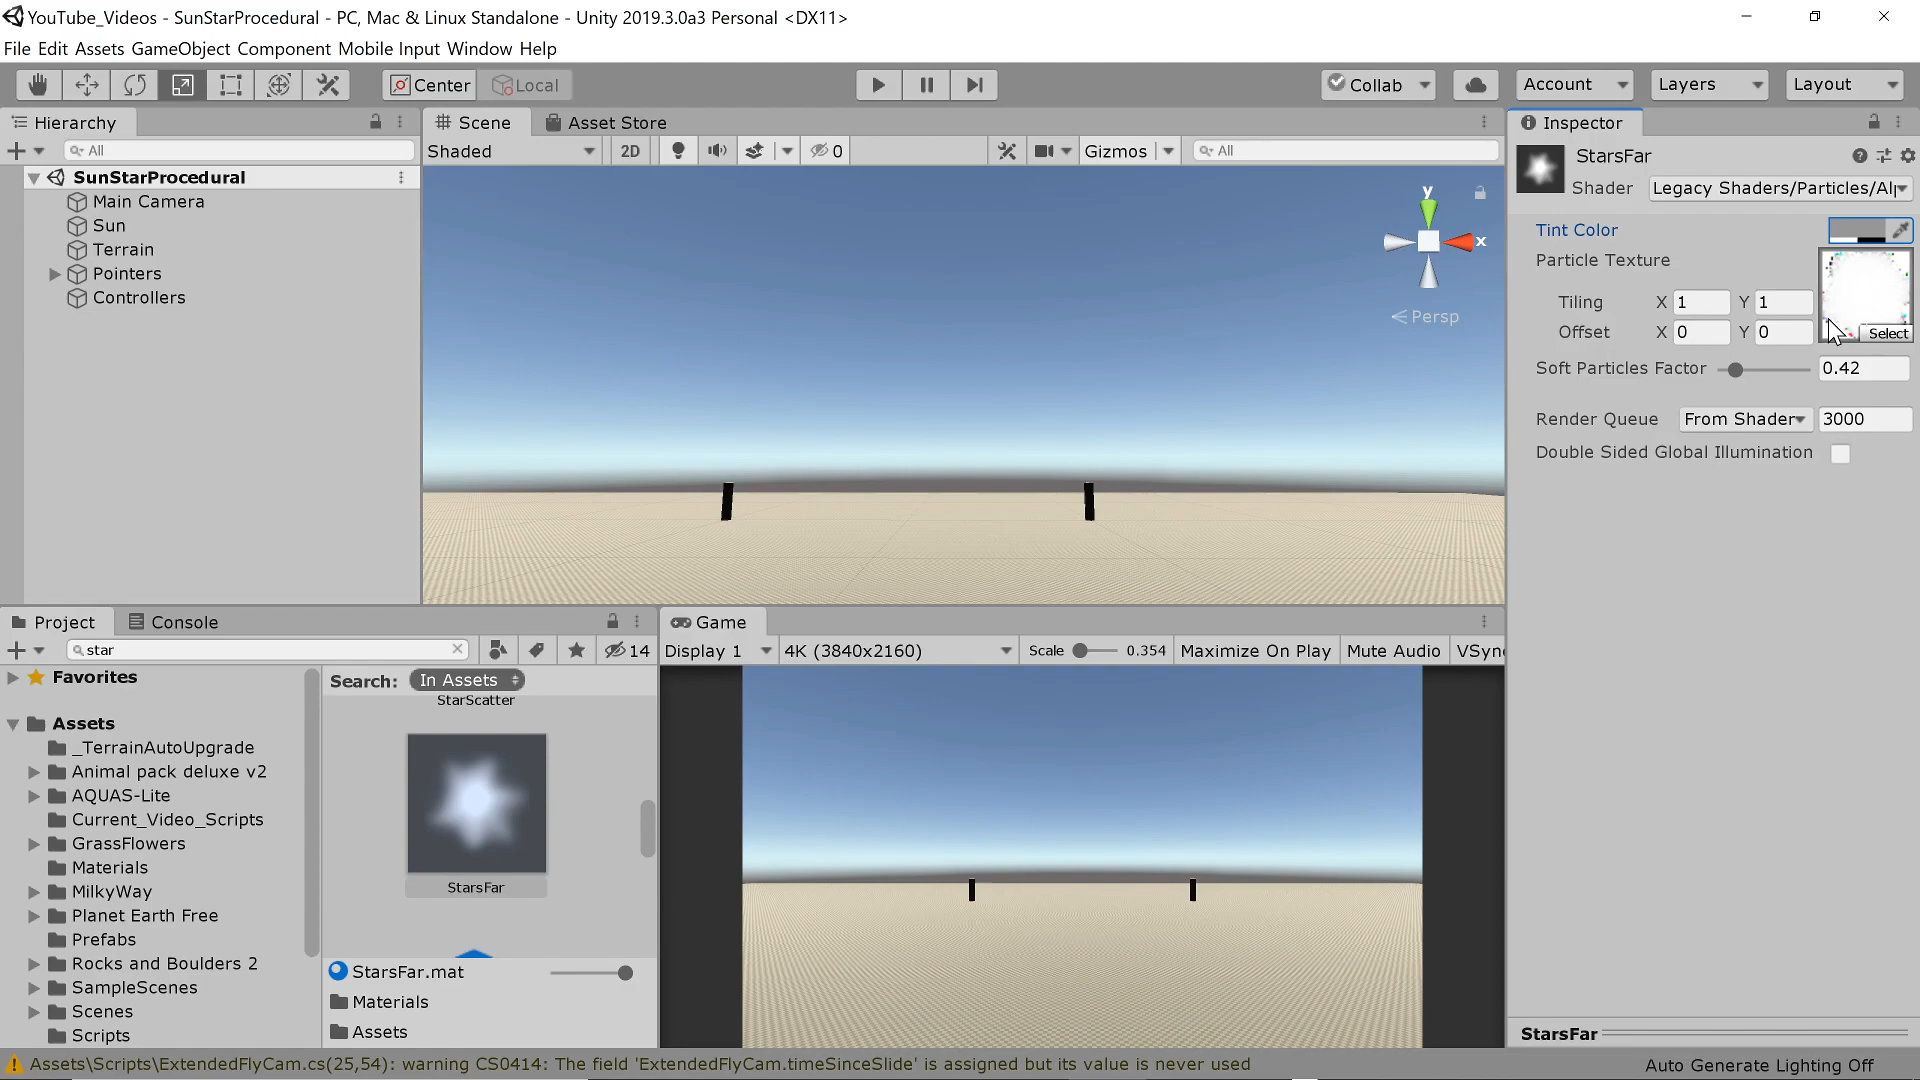 YouTube_Videos - SunStarProcedural - PC, Mac & Linux Standalone - Unity 2019.3.0a3 Personal <DX11>
File Edit Assets GameObject Component Mobile Input Window Help
Center Local Collab Account Layers Layout
Hierarchy
All
SunStarProcedural
Main Camera
Sun
Terrain
Pointers
Controllers
Scene Asset Store
Shaded 2D 0 Gizmos All
y
x
Persp
Inspector
StarsFar
Shader Legacy Shaders/Particles/Al
Tint Color
Particle Texture
Tiling X 1 Y 1
Offset X 0 Y 0
Select
Soft Particles Factor 0.42
Render Queue From Shader 3000
Double Sided Global Illumination
Project Console
star 14
Favorites
Assets
_TerrainAutoUpgrade
Animal pack deluxe v2
AQUAS-Lite
Current_Video_Scripts
GrassFlowers
Materials
MilkyWay
Planet Earth Free
Prefabs
Rocks and Boulders 2
SampleScenes
Scenes
Scripts
Search: In Assets
StarScatter
StarsFar
StarsFar.mat
Materials
Assets
Game
Display 1 4K (3840x2160) Scale 0.354 Maximize On Play Mute Audio VSyn
StarsFar
Assets\Scripts\ExtendedFlyCam.cs(25,54): warning CS0414: The field 'ExtendedFlyCam.timeSinceSlide' is assigned but its value is never used
Auto Generate Lighting Off